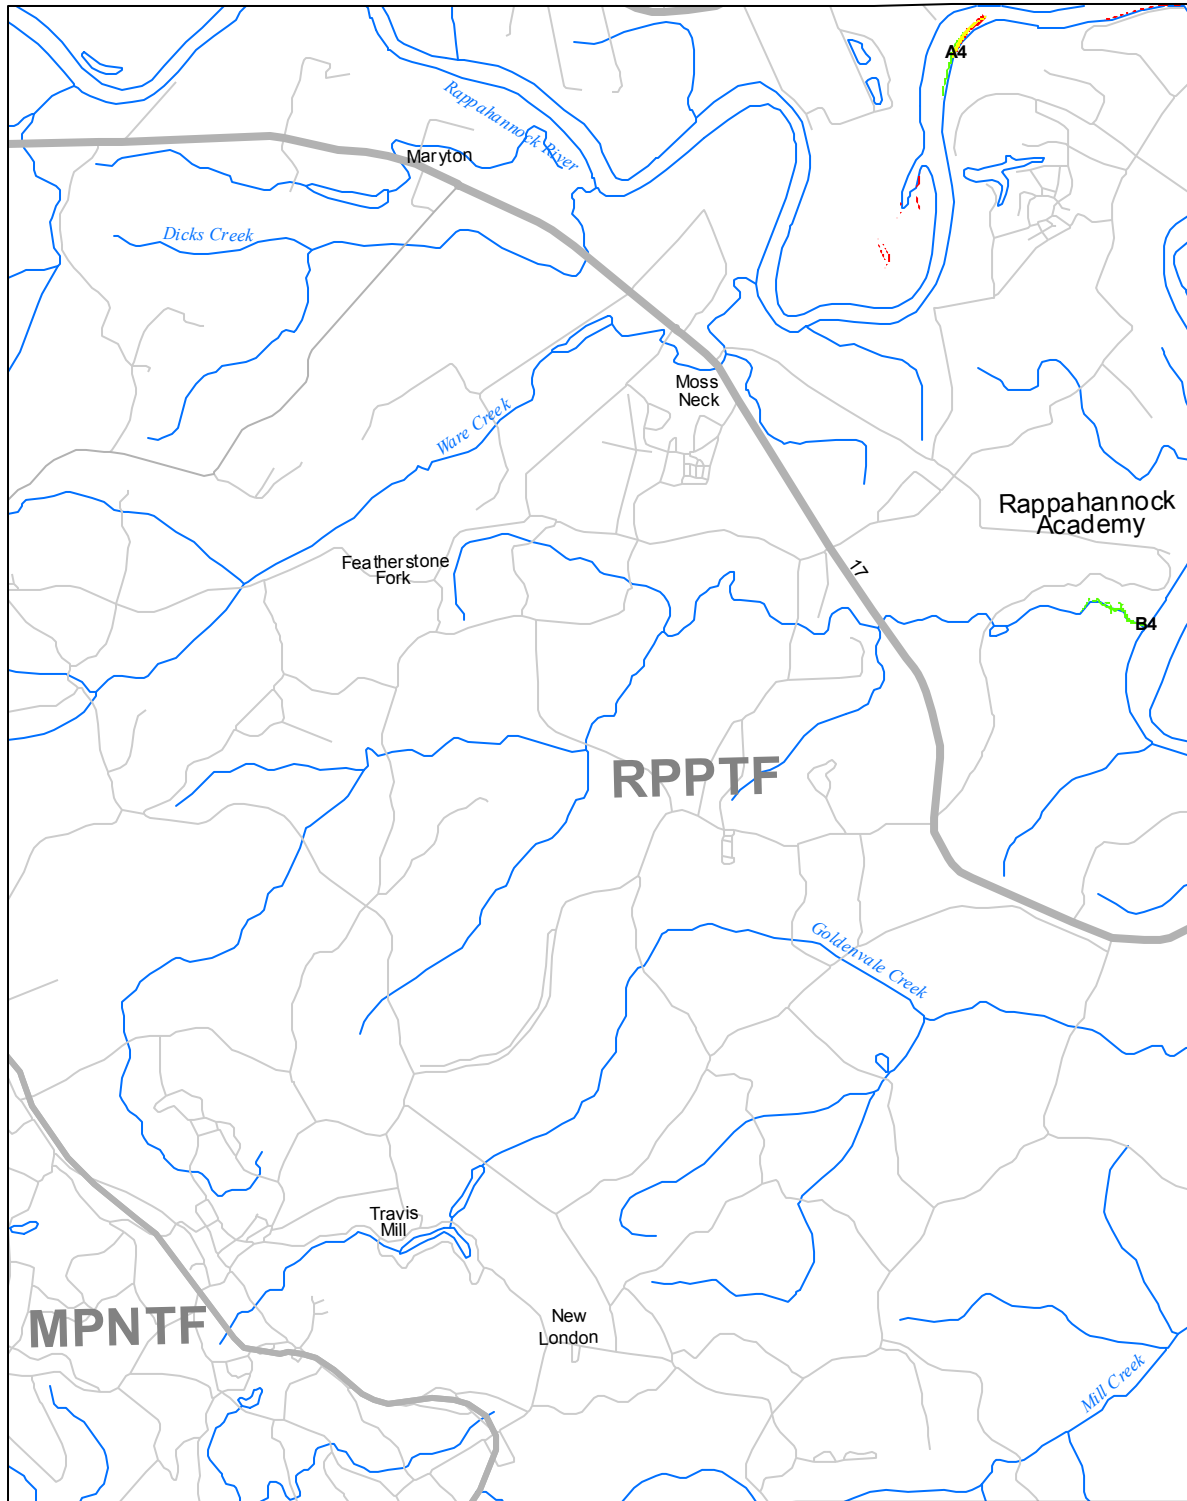 A4
Rappahannock River
Maryton
Dicks Creek
Moss
Neck
Ware Creek
Rappahannock
Academy
Featherstone
Fork
17
B4
RPPTF
Goldenvale Creek
Travis
Mill
New
London
MPNTF
Mill Creek